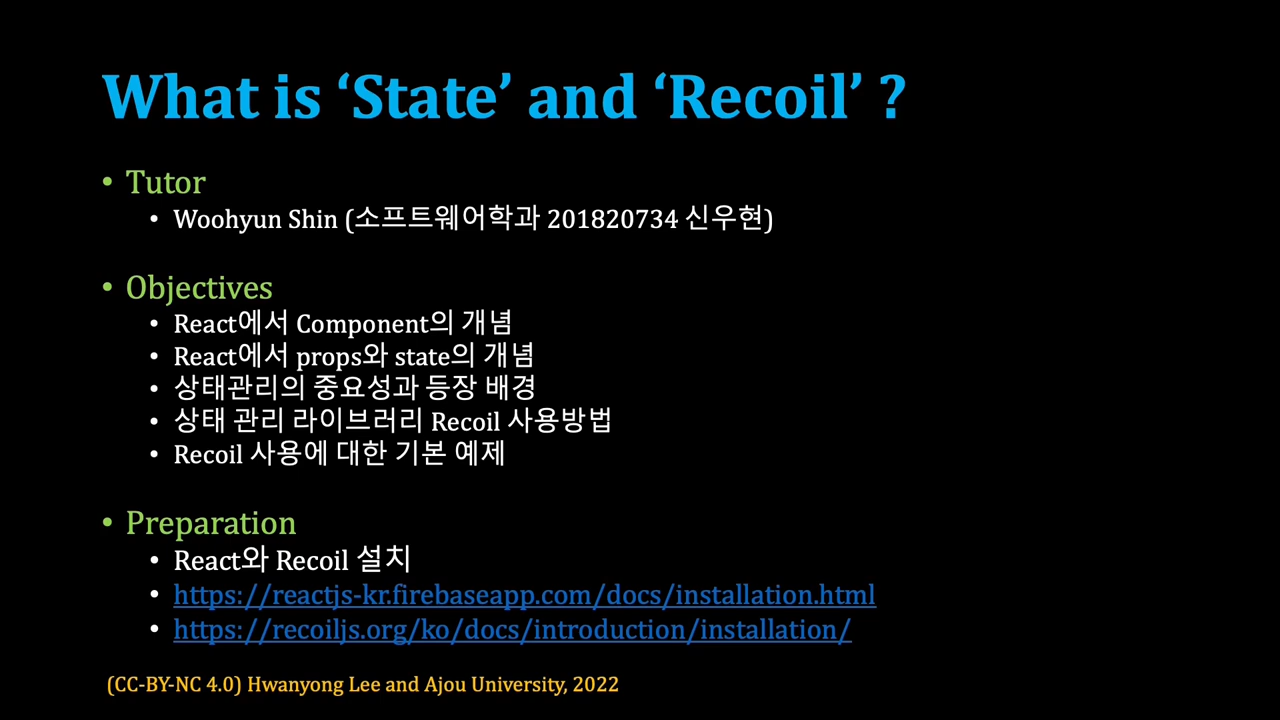 What is ‘State’ and ‘Recoil’ ?
• Tutor
• Woohyun Shin (소프트웨어학과 201820734 신우현)
• Objectives
• React에서 Component의 개념
• React에서 props와 state의 개념
• 상태관리의 중요성과 등장 배경
• 상태 관리 라이브러리 Recoil 사용방법
• Recoil 사용에 대한 기본 예제
• Preparation
• React와 Recoil 설치
• https://reactjs-kr.firebaseapp.com/docs/installation.html
• https://recoiljs.org/ko/docs/introduction/installation/
(CC-BY-NC 4.0) Hwanyong Lee and Ajou University, 2022